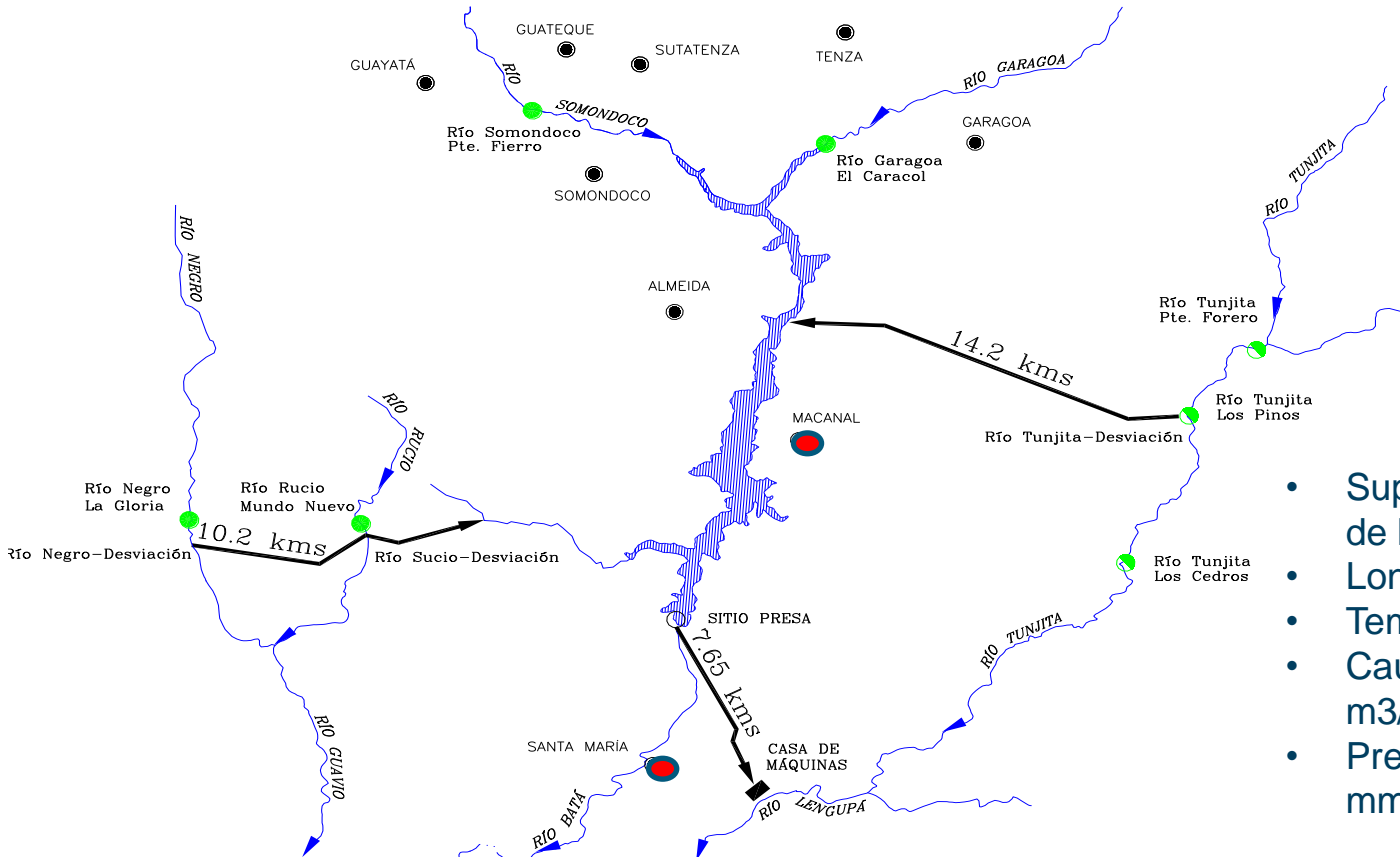 GUATEQUE
SUTATENZA
TENZA
GUAYATÁ
RÍO
SOMONDOCO
RÍO GARAGOA
GARAGOA
Río Somondoco
Pte. Fierro
Río Garagoa
El Caracol
SOMONDOCO
RÍO TUNJITA
RÍO NEGRO
ALMEIDA
Río Tunjita
Pte. Forero
14.2 kms
Río Tunjita
Los Pinos
RÍO
RUCIO
MACANAL
Río Tunjita-Desviación
Río Negro
La Gloria
Río Rucio
Mundo Nuevo
10.2 kms
Río Negro-Desviación
Río Sucio-Desviación
Río Tunjita
Los Cedros
SITIO PRESA
7.65 kms
RÍO TUNJITA
RÍO GUAVIO
SANTA MARÍA
CASA DE
MÁQUINAS
RÍO LENGUPÁ
RÍO BATÁ
• Sup
de
• Lon
• Tem
• Cau
m3/
• Pre
mm